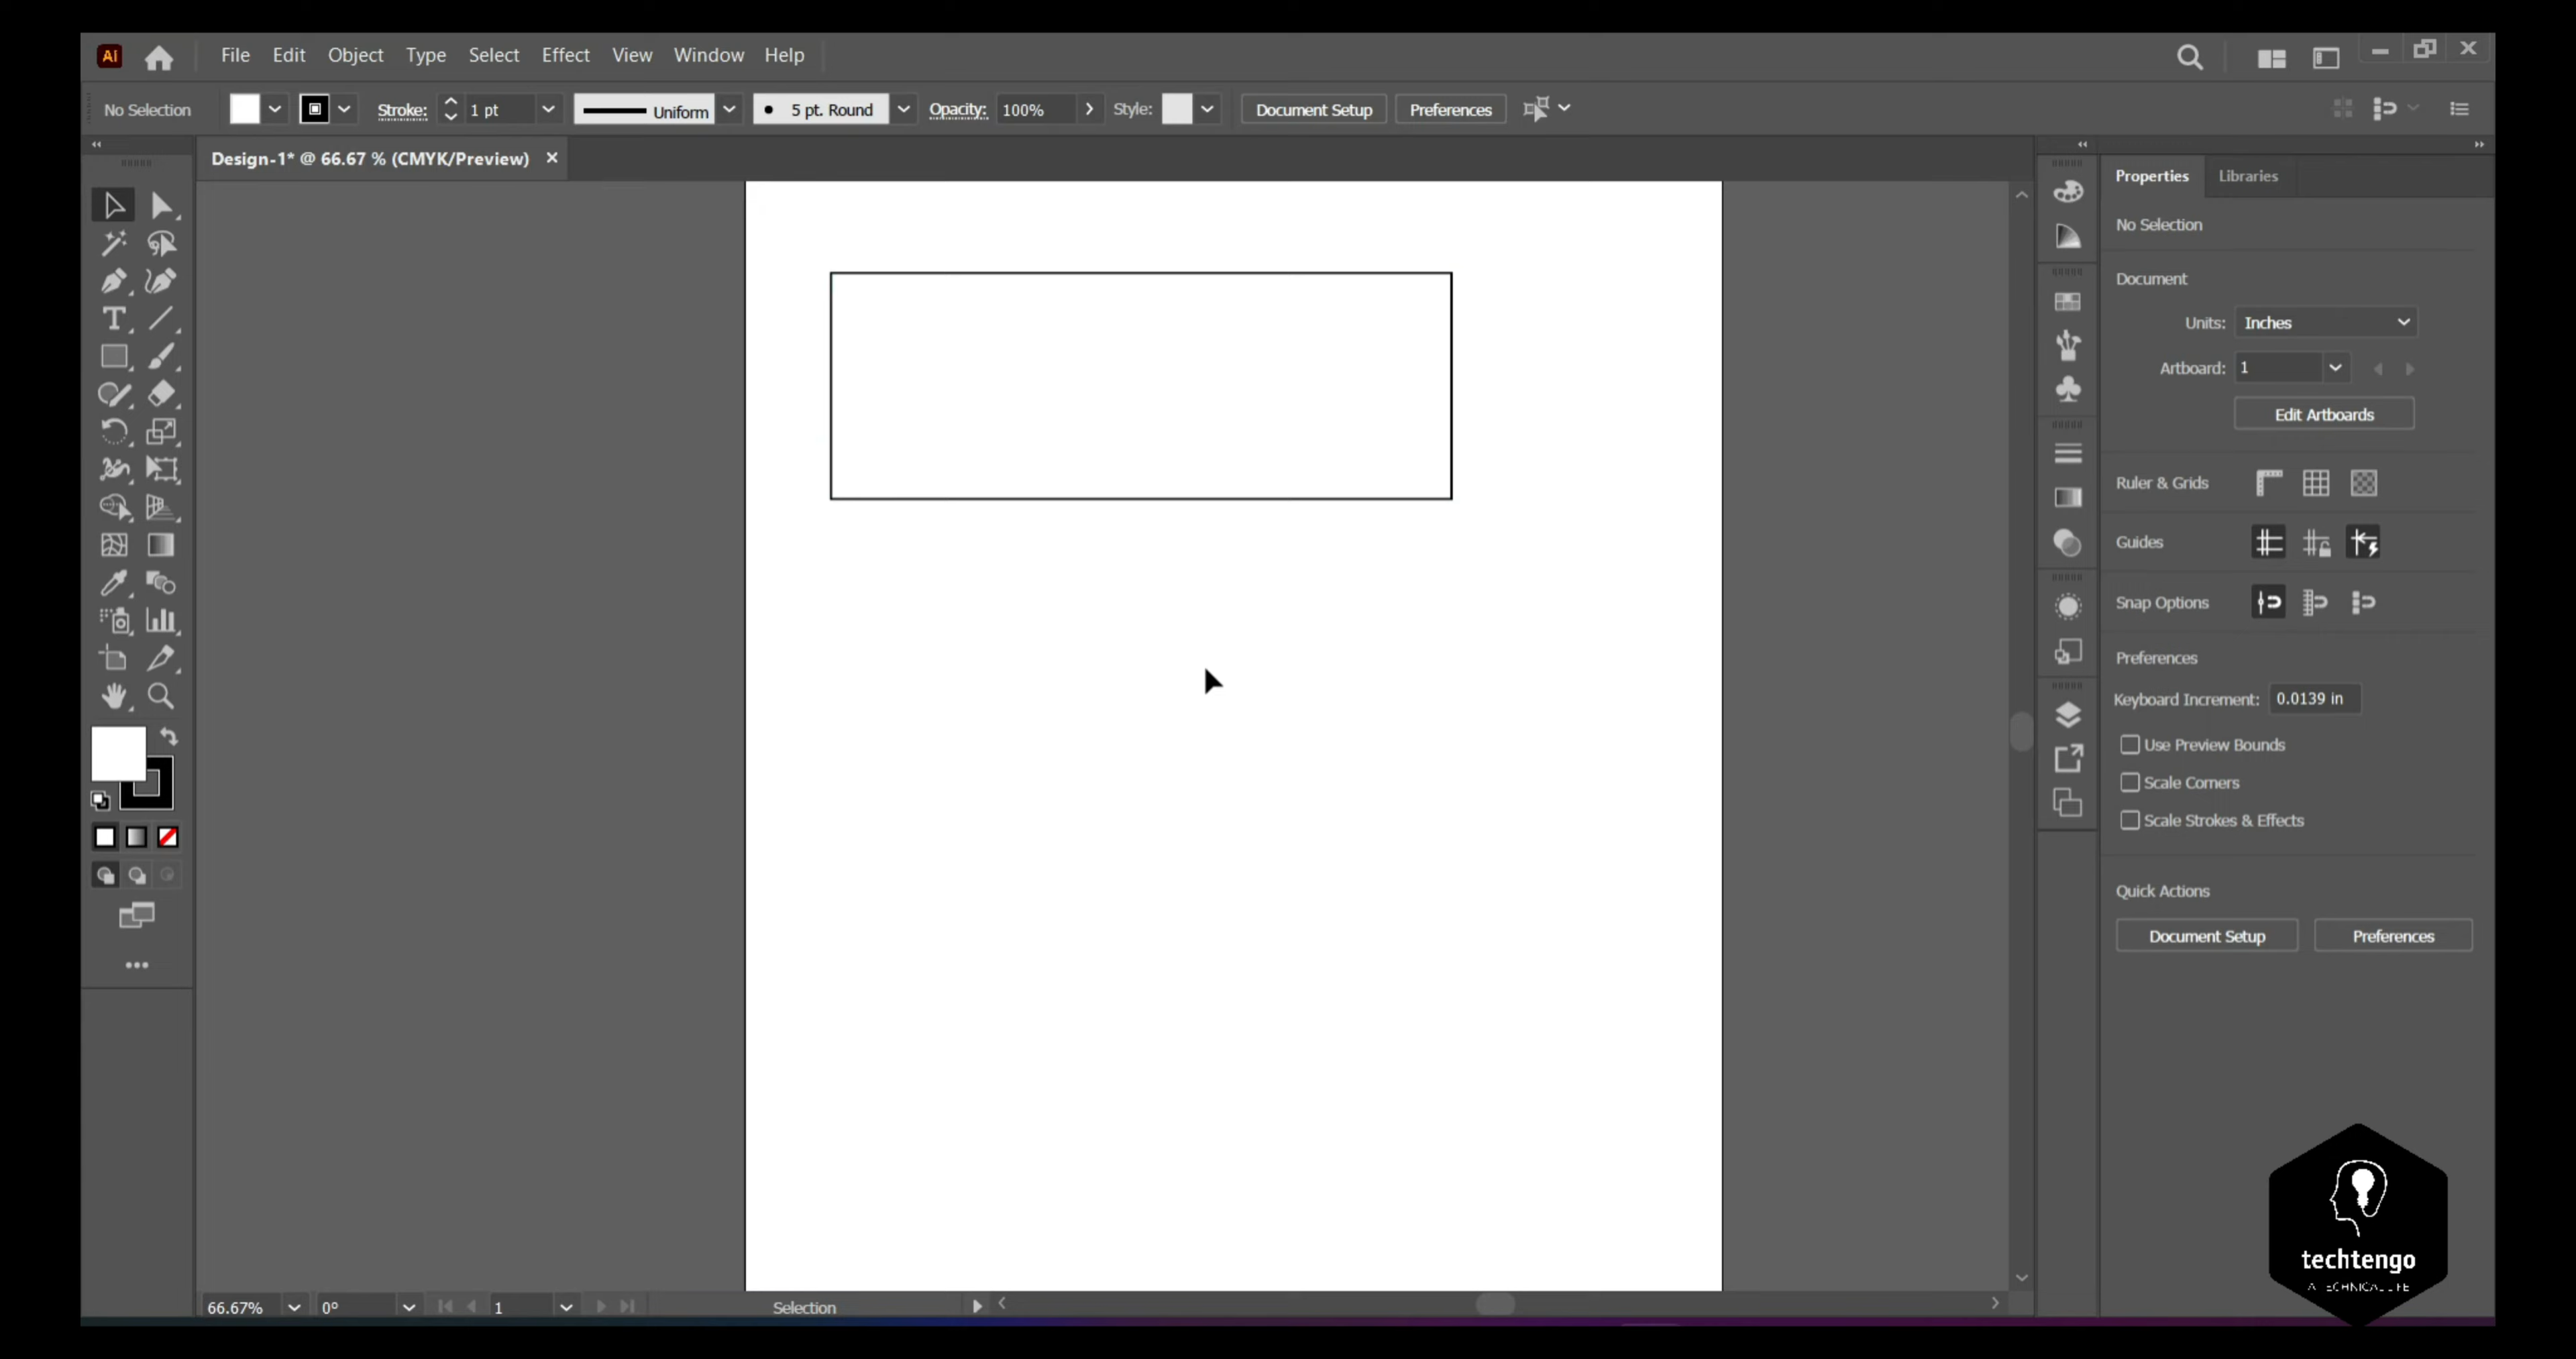 Ai File Edit Object Type Select Effect View Window Help
No Selection Stroke: 1 pt Uniform 5 pt. Round Opacity: 100% Style: Document Setup Preferences
Design-1* @ 66.67 % (CMYK/Preview)
Properties Libraries
No Selection
Document
Units: Inches
Artboard: 1
Edit Artboards
Ruler & Grids
Guides
Snap Options
Preferences
Keyboard Increment: 0.0139 in
Use Preview Bounds
Scale Corners
Scale Strokes & Effects
Quick Actions
Document Setup Preferences
techtengo
66.67% 0° 1 Selection